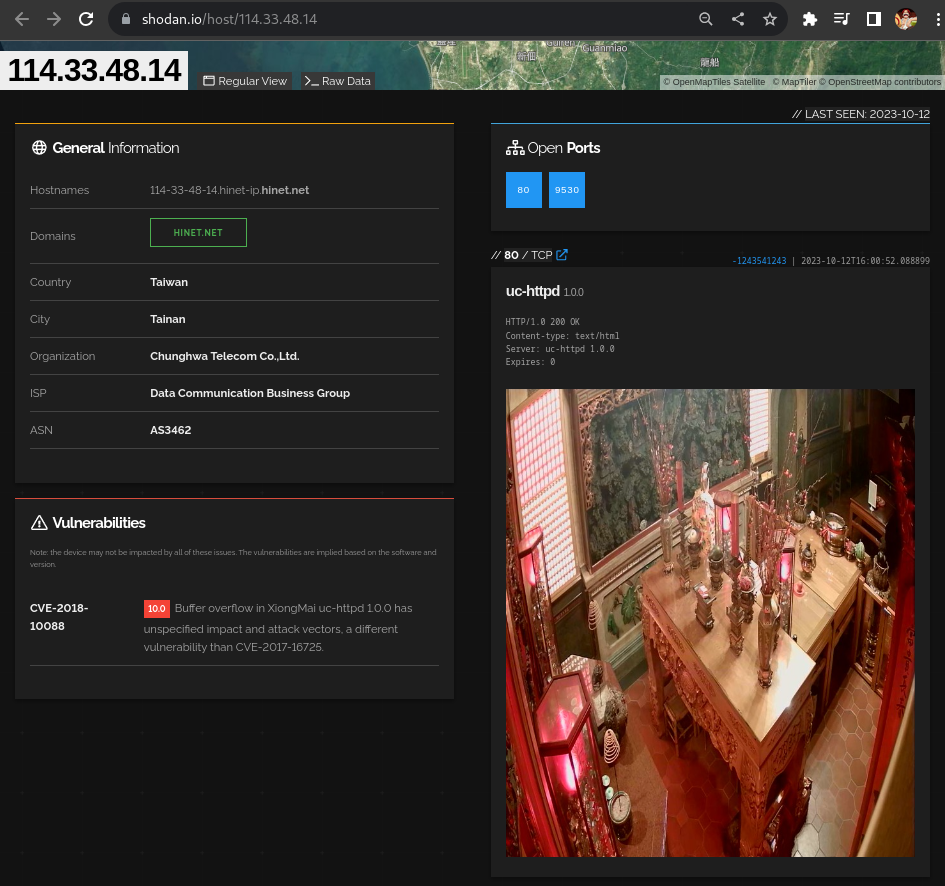 shodan.io/host/114.33.48.14
Guanmiao
新化
龍船
114.33.48.14
Regular View
Raw Data
© OpenMapTiles Satellite © MapTiler © OpenStreetMap contributors
// LAST SEEN: 2023-10-12
General Information
Hostnames 114-33-48-14.hinet-ip.hinet.net
Domains HINET.NET
Country Taiwan
City Tainan
Organization Chunghwa Telecom Co.,Ltd.
ISP Data Communication Business Group
ASN AS3462
Vulnerabilities
Note: the device may not be impacted by all of these issues. The vulnerabilities are implied based on the software and
version.
CVE-2018-
10088
10.0 Buffer overflow in XiongMai uc-httpd 1.0.0 has
unspecified impact and attack vectors, a different
vulnerability than CVE-2017-16725.
Open Ports
80 9530
// 80 / TCP
-1243541243 | 2023-10-12T16:00:52.088899
uc-httpd 1.0.0
HTTP/1.0 200 OK
Content-type: text/html
Server: uc-httpd 1.0.0
Expires: 0